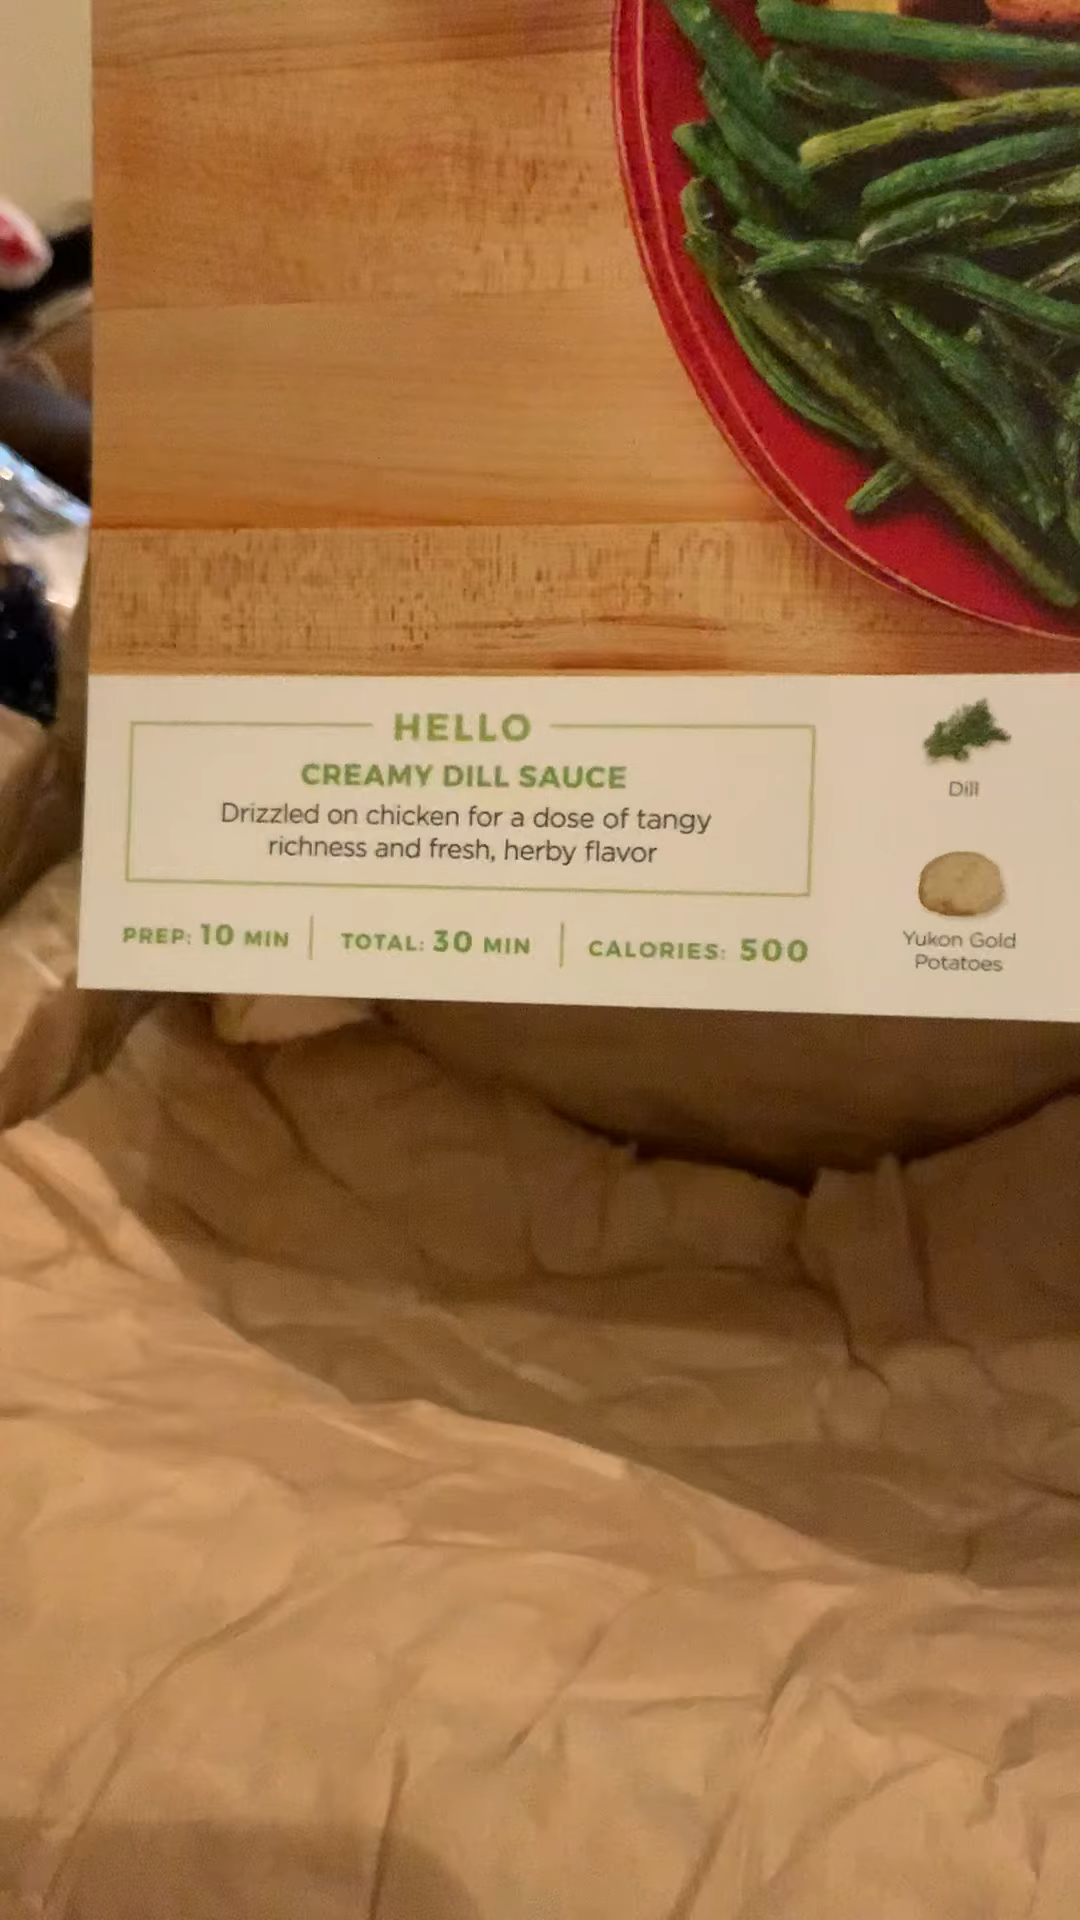 HELLO
CREAMY DILL SAUCE
Drizzled on chicken for a dose of tangy
richness and fresh, herby flavor
PREP: 10 MIN
TOTAL: 30 MIN
CALORIES: 500
Dill
Yukon Gold
Potatoes